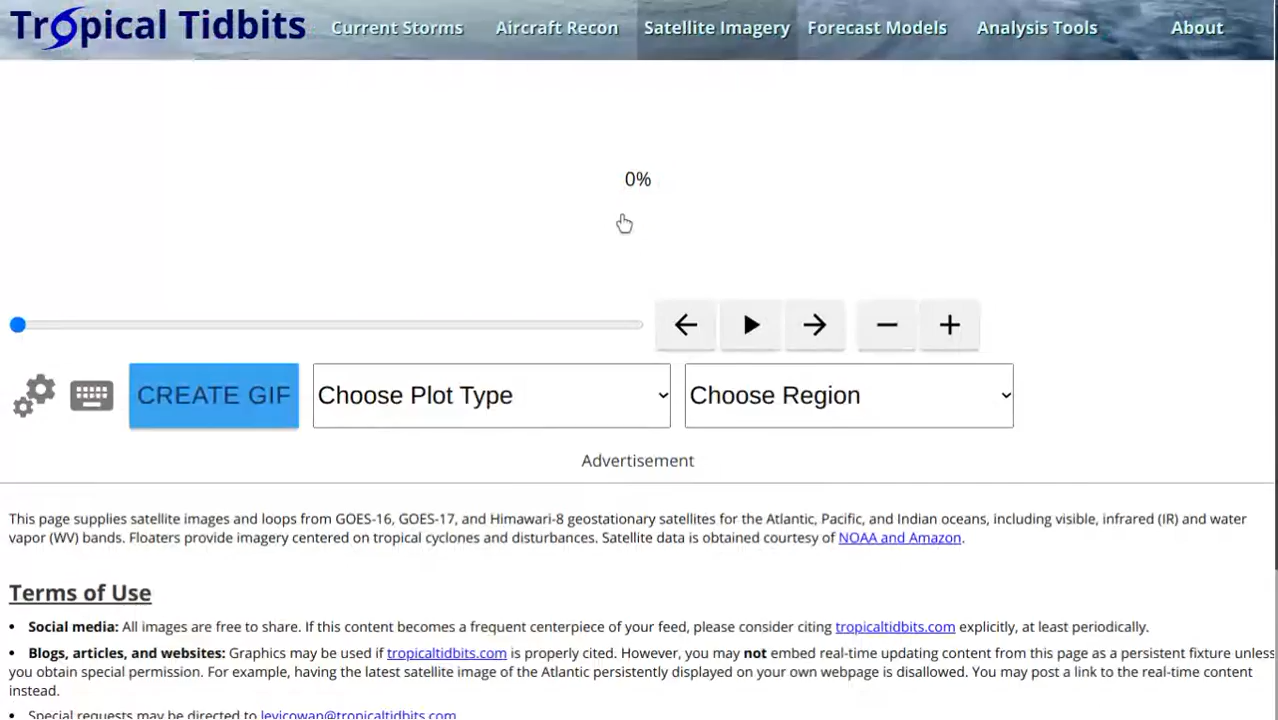 Tropical Tidbits
Current Storms Aircraft Recon Satellite Imagery Forecast Models Analysis Tools About
0%
CREATE GIF Choose Plot Type Choose Region
Advertisement
This page supplies satellite images and loops from GOES-16, GOES-17, and Himawari-8 geostationary satellites for the Atlantic, Pacific, and Indian oceans, including visible, infrared (IR) and water
vapor (WV) bands. Floaters provide imagery centered on tropical cyclones and disturbances. Satellite data is obtained courtesy of NOAA and Amazon.
Terms of Use
• Social media: All images are free to share. If this content becomes a frequent centerpiece of your feed, please consider citing tropicaltidbits.com explicitly, at least periodically.
• Blogs, articles, and websites: Graphics may be used if tropicaltidbits.com is properly cited. However, you may not embed real-time updating content from this page as a persistent fixture unless
you obtain special permission. For example, having the latest satellite image of the Atlantic persistently displayed on your own webpage is disallowed. You may post a link to the real-time content
instead.
• Special requests may be directed to levicowan@tropicaltidbits.com